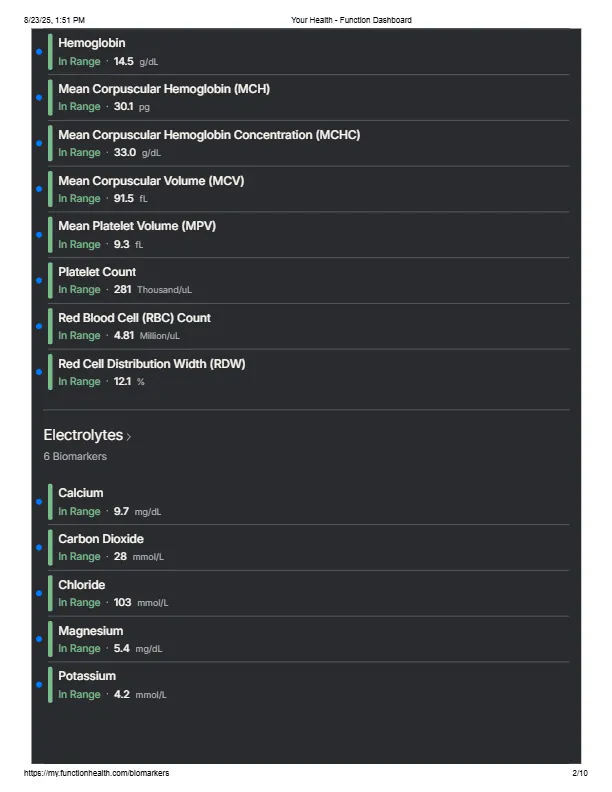 8/23/25, 1:51 PM Your Health - Function Dashboard
Hemoglobin
In Range · 14.5 g/dL
Mean Corpuscular Hemoglobin (MCH)
In Range · 30.1 pg
Mean Corpuscular Hemoglobin Concentration (MCHC)
In Range · 33.0 g/dL
Mean Corpuscular Volume (MCV)
In Range · 91.5 fL
Mean Platelet Volume (MPV)
In Range · 9.3 fL
Platelet Count
In Range · 281 Thousand/uL
Red Blood Cell (RBC) Count
In Range · 4.81 Million/uL
Red Cell Distribution Width (RDW)
In Range · 12.1 %
Electrolytes >
6 Biomarkers
Calcium
In Range · 9.7 mg/dL
Carbon Dioxide
In Range · 28 mmol/L
Chloride
In Range · 103 mmol/L
Magnesium
In Range · 5.4 mg/dL
Potassium
In Range · 4.2 mmol/L
https://my.functionhealth.com/biomarkers 2/10